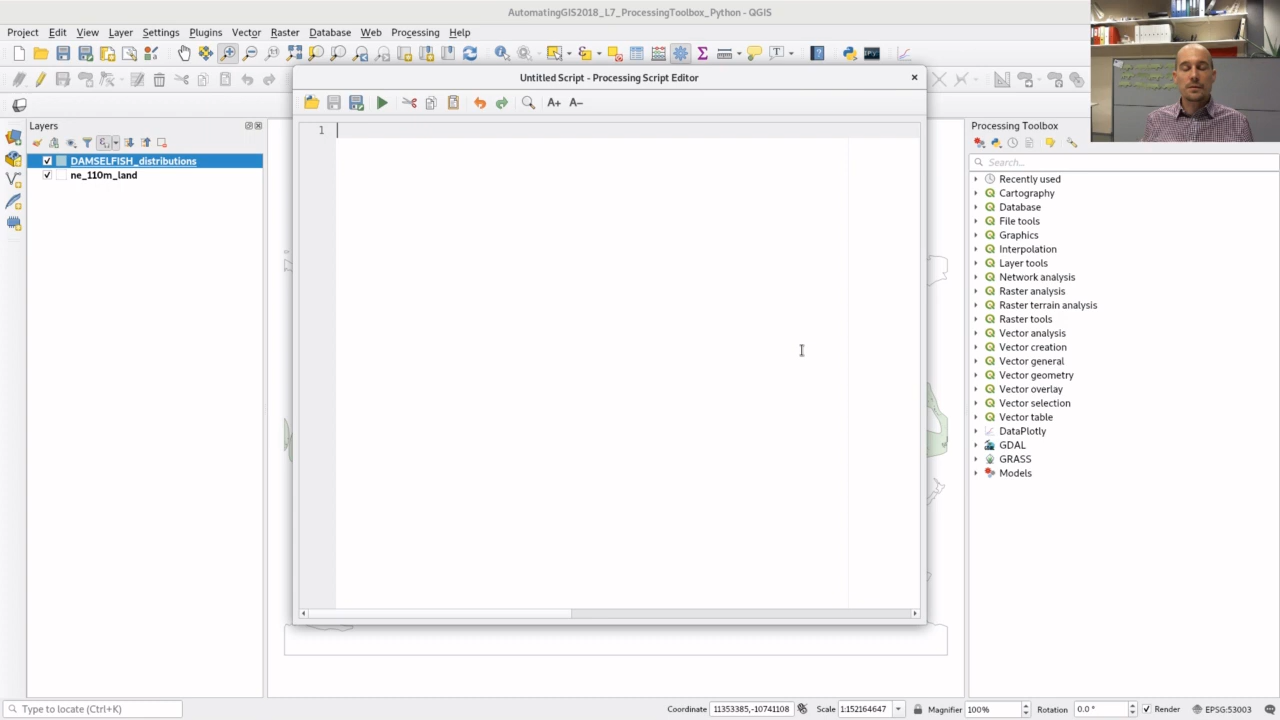 AutomatingGIS2018_L7_ProcessingToolbox_Python - QGIS
Project Edit View Layer Settings Plugins Vector Raster Database Web Processing Help
Untitled Script - Processing Script Editor
A+ A-
1
Layers
DAMSELFISH_distributions
ne_110m_land
Processing Toolbox
Search...
Recently used
Cartography
Database
File tools
Graphics
Interpolation
Layer tools
Network analysis
Raster analysis
Raster terrain analysis
Raster tools
Vector analysis
Vector creation
Vector general
Vector geometry
Vector overlay
Vector selection
Vector table
DataPlotly
GDAL
GRASS
Models
Type to locate (Ctrl+K) Coordinate 11353385,-10741108 Scale 1:152164647 Magnifier 100% Rotation 0.0 ° Render EPSG:53003